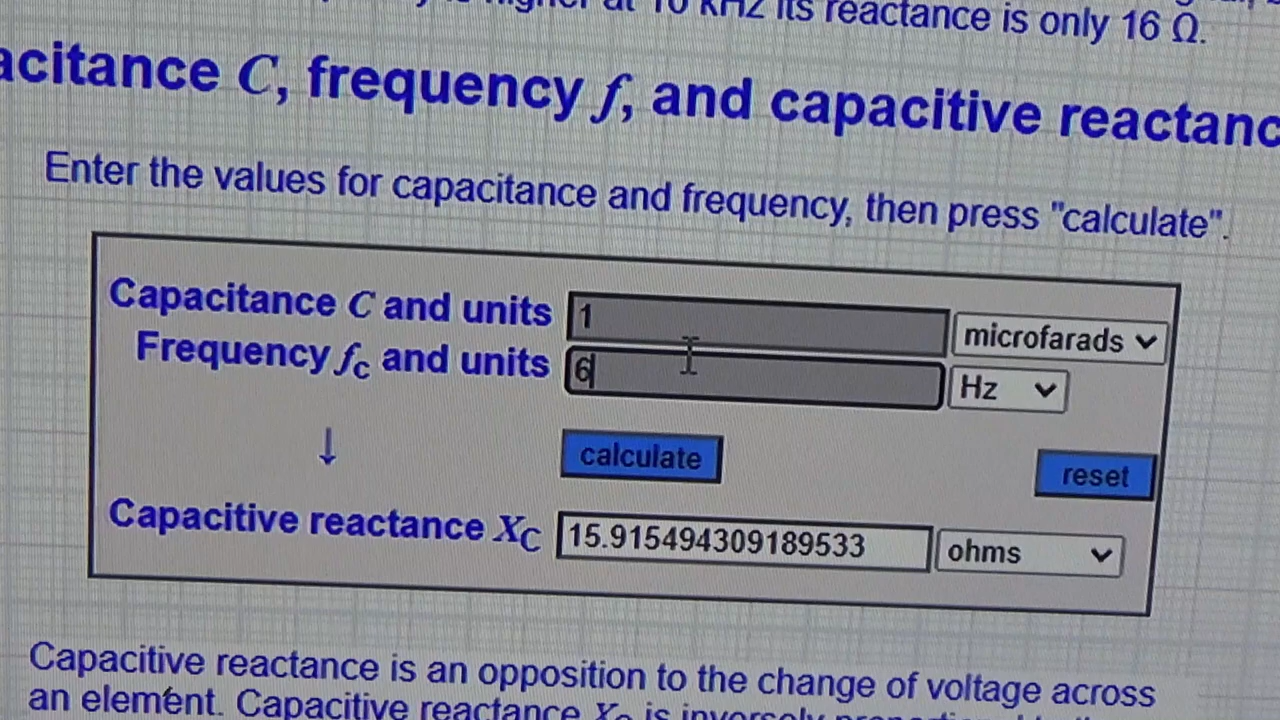 higher at 10 kHz its reactance is only 16 Ω.
acitance C, frequency f, and capacitive reactanc
Enter the values for capacitance and frequency, then press "calculate".
Capacitance C and units 1 microfarads
Frequency fc and units 6 Hz
↓ calculate reset
Capacitive reactance XC 15.915494309189533 ohms
Capacitive reactance is an opposition to the change of voltage across
an element. Capacitive reactance XC is inversely